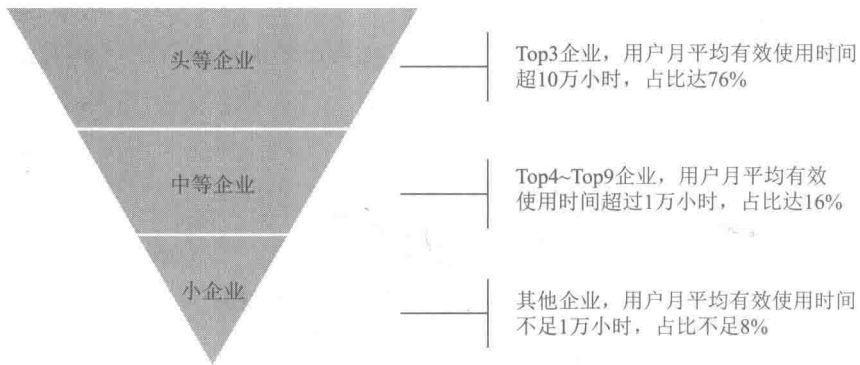 头等企业
Top3企业，用户月平均有效使用时间
超10万小时，占比达76%
中等企业
Top4~Top9企业，用户月平均有效
使用时间超过1万小时，占比达16%
小企业
其他企业，用户月平均有效使用时间
不足1万小时，占比不足8%